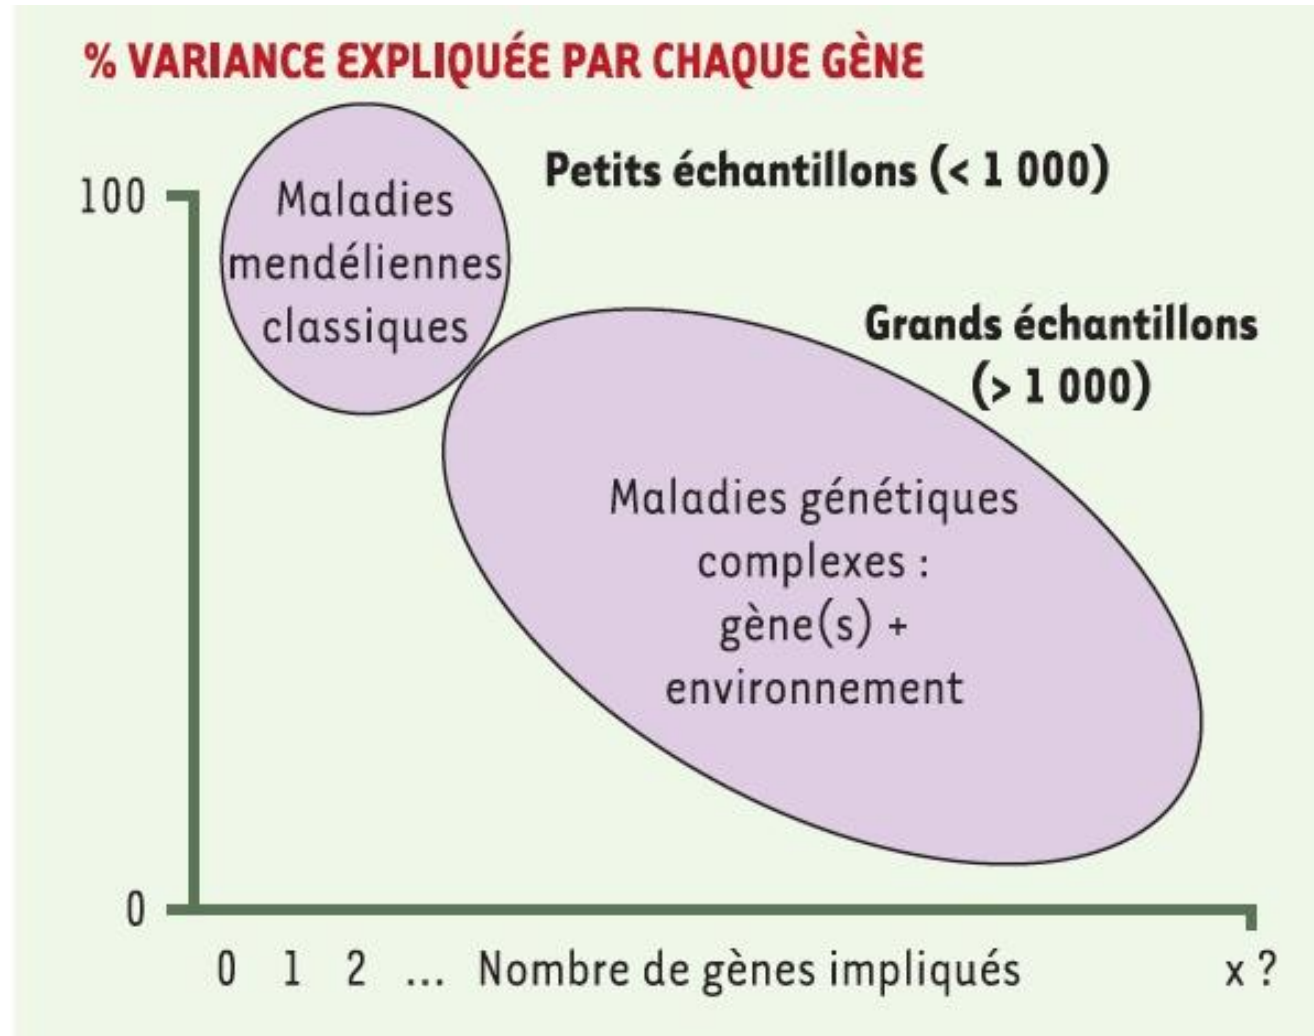 % VARIANCE EXPLIQUÉE PAR CHAQUE GÈNE
Petits échantillons (< 1 000)
100
Maladies
mendéliennes
classiques
Grands échantillons
(> 1 000)
Maladies génétiques
complexes :
gène(s) +
environnement
0
0 1 2 ... Nombre de gènes impliqués x ?